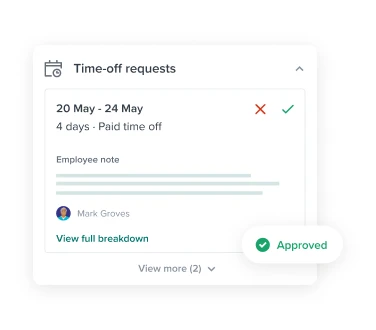 Time-off requests
20 May - 24 May
4 days · Paid time off
Employee note
Mark Groves
View full breakdown
Approved
View more (2)